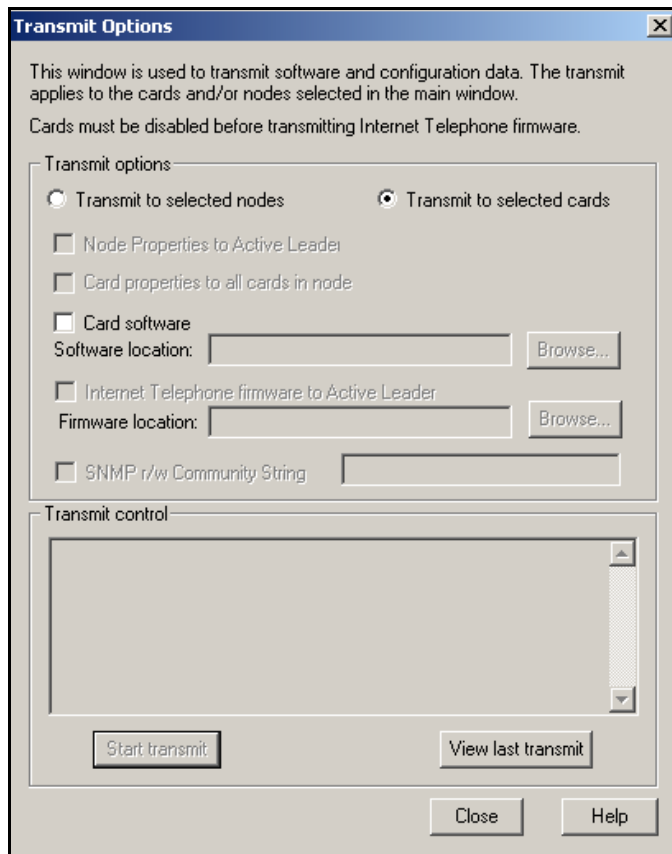 Transmit Options
This window is used to transmit software and configuration data. The transmit
applies to the cards and/or nodes selected in the main window.
Cards must be disabled before transmitting Internet Telephone firmware.
Transmit options
Transmit to selected nodes
Transmit to selected cards
Node Properties to Active Leader
Card properties to all cards in node
Card software
Software location:
Browse...
Internet Telephone firmware to Active Leader
Firmware location:
Browse...
SNMP r/w Community String
Transmit control
Start transmit
View last transmit
Close
Help